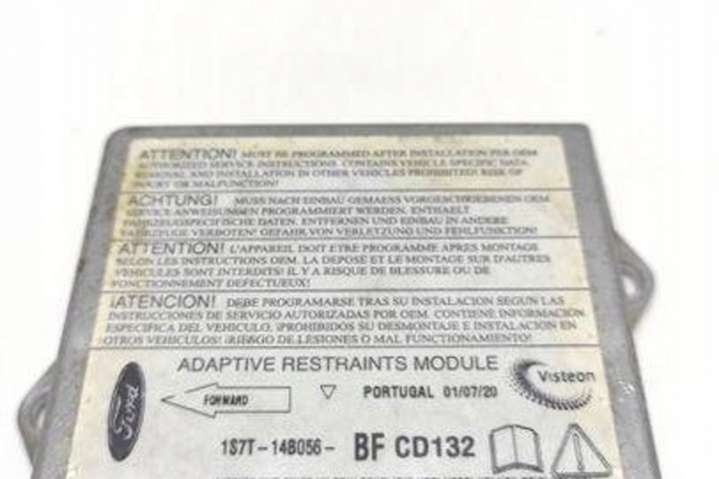 ATTENTION! MUST BE PROGRAMMED AFTER INSTALLATION PER OEM
AUTHORIZED SERVICE INSTRUCTIONS. CONTAINS VEHICLE SPECIFIC DATA.
REMOVAL AND INSTALLATION IN OTHER VEHICLES PROHIBITED! RISK OF
INJURY OR MALFUNCTION!
ACHTUNG! MUSS NACH EINBAU GEMAESS VORGESCHRIEBENEN OEM
SERVICE ANWEISUNGEN PROGRAMMIERT WERDEN. ENTHAELT
FAHRZEUGSPEZIFISCHE DATEN. ENTFERNEN UND EINBAU IN ANDERE
FAHRZEUGE VERBOTEN! GEFAHR VON VERLETZUNG UND FEHLFUNKTION!
ATTENTION! L'APPAREIL DOIT ETRE PROGRAMME APRES MONTAGE
SELON LES INSTRUCTIONS OEM. LA DEPOSE ET LE MONTAGE SUR D'AUTRES
VEHICULES SONT INTERDITS! IL Y A RISQUE DE BLESSURE OU DE
FONCTIONNEMENT DEFECTUEUX!
¡ATENCION! DEBE PROGRAMARSE TRAS SU INSTALACION SEGUN LAS
INSTRUCCIONES DE SERVICIO AUTORIZADAS POR OEM. CONTIENE INFORMACIÓN
ESPECIFICA DEL VEHICULO. ¡PROHIBIDOS SU DESMONTAJE E INSTALACION EN
OTROS VEHICULOS! ¡RIESGO DE LESIONES O MAL FUNCTIONAMIENTO!
ADAPTIVE RESTRAINTS MODULE
Ford FORWARD PORTUGAL 01/07/20 Visteon
1S7T-14B056- BF CD132